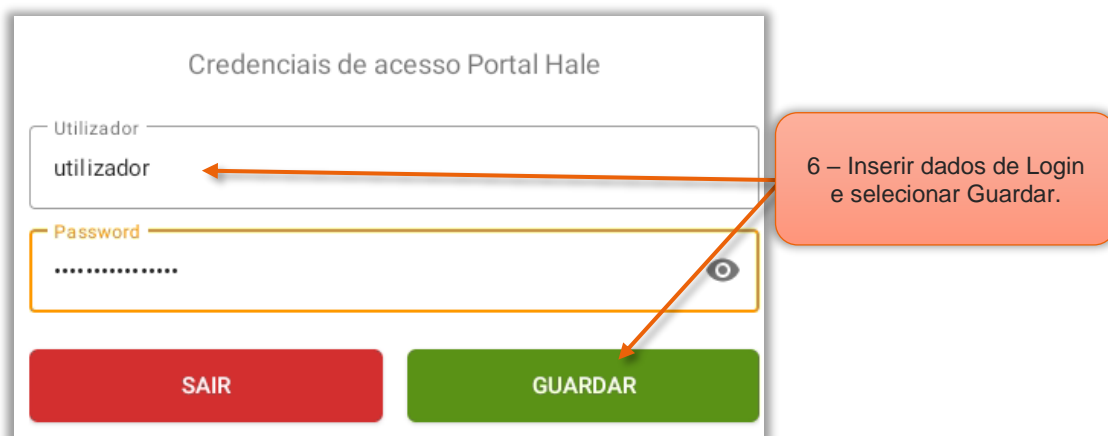 Credenciais de acesso Portal Hale
Utilizador
utilizador
Password
••••••••••••••••
SAIR
GUARDAR
6 – Inserir dados de Login
e selecionar Guardar.